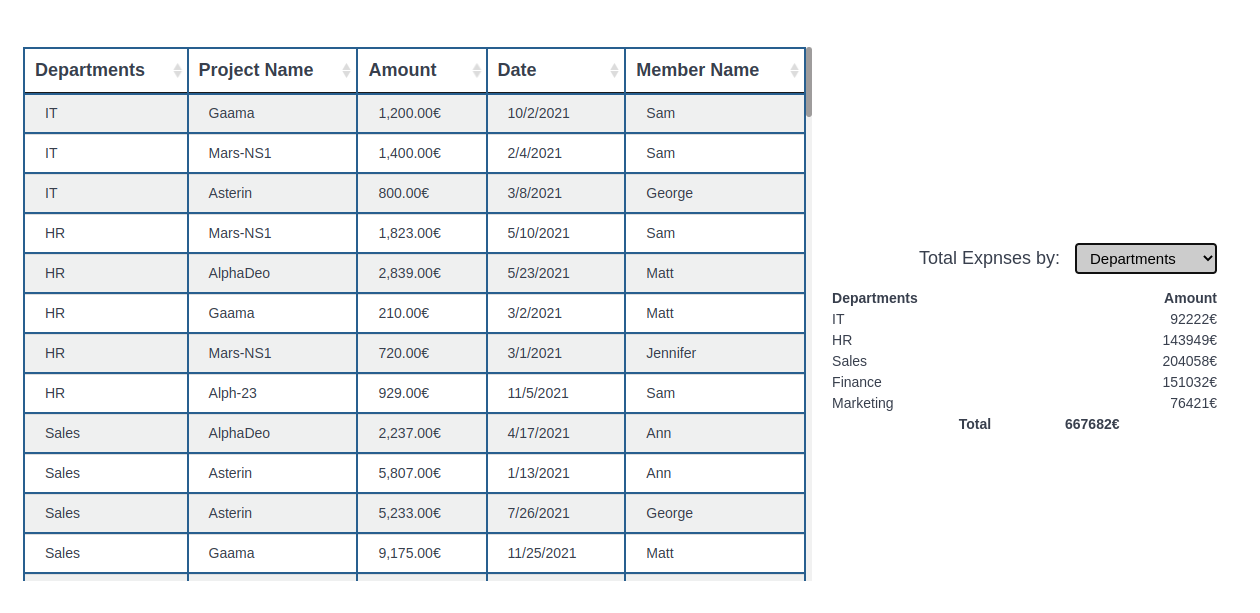 Departments Project Name Amount Date Member Name
IT Gaama 1,200.00€ 10/2/2021 Sam
IT Mars-NS1 1,400.00€ 2/4/2021 Sam
IT Asterin 800.00€ 3/8/2021 George
HR Mars-NS1 1,823.00€ 5/10/2021 Sam
HR AlphaDeo 2,839.00€ 5/23/2021 Matt
HR Gaama 210.00€ 3/2/2021 Matt
HR Mars-NS1 720.00€ 3/1/2021 Jennifer
HR Alph-23 929.00€ 11/5/2021 Sam
Sales AlphaDeo 2,237.00€ 4/17/2021 Ann
Sales Asterin 5,807.00€ 1/13/2021 Ann
Sales Asterin 5,233.00€ 7/26/2021 George
Sales Gaama 9,175.00€ 11/25/2021 Matt
Total Expnses by: Departments
Departments Amount
IT 92222€
HR 143949€
Sales 204058€
Finance 151032€
Marketing 76421€
Total 667682€